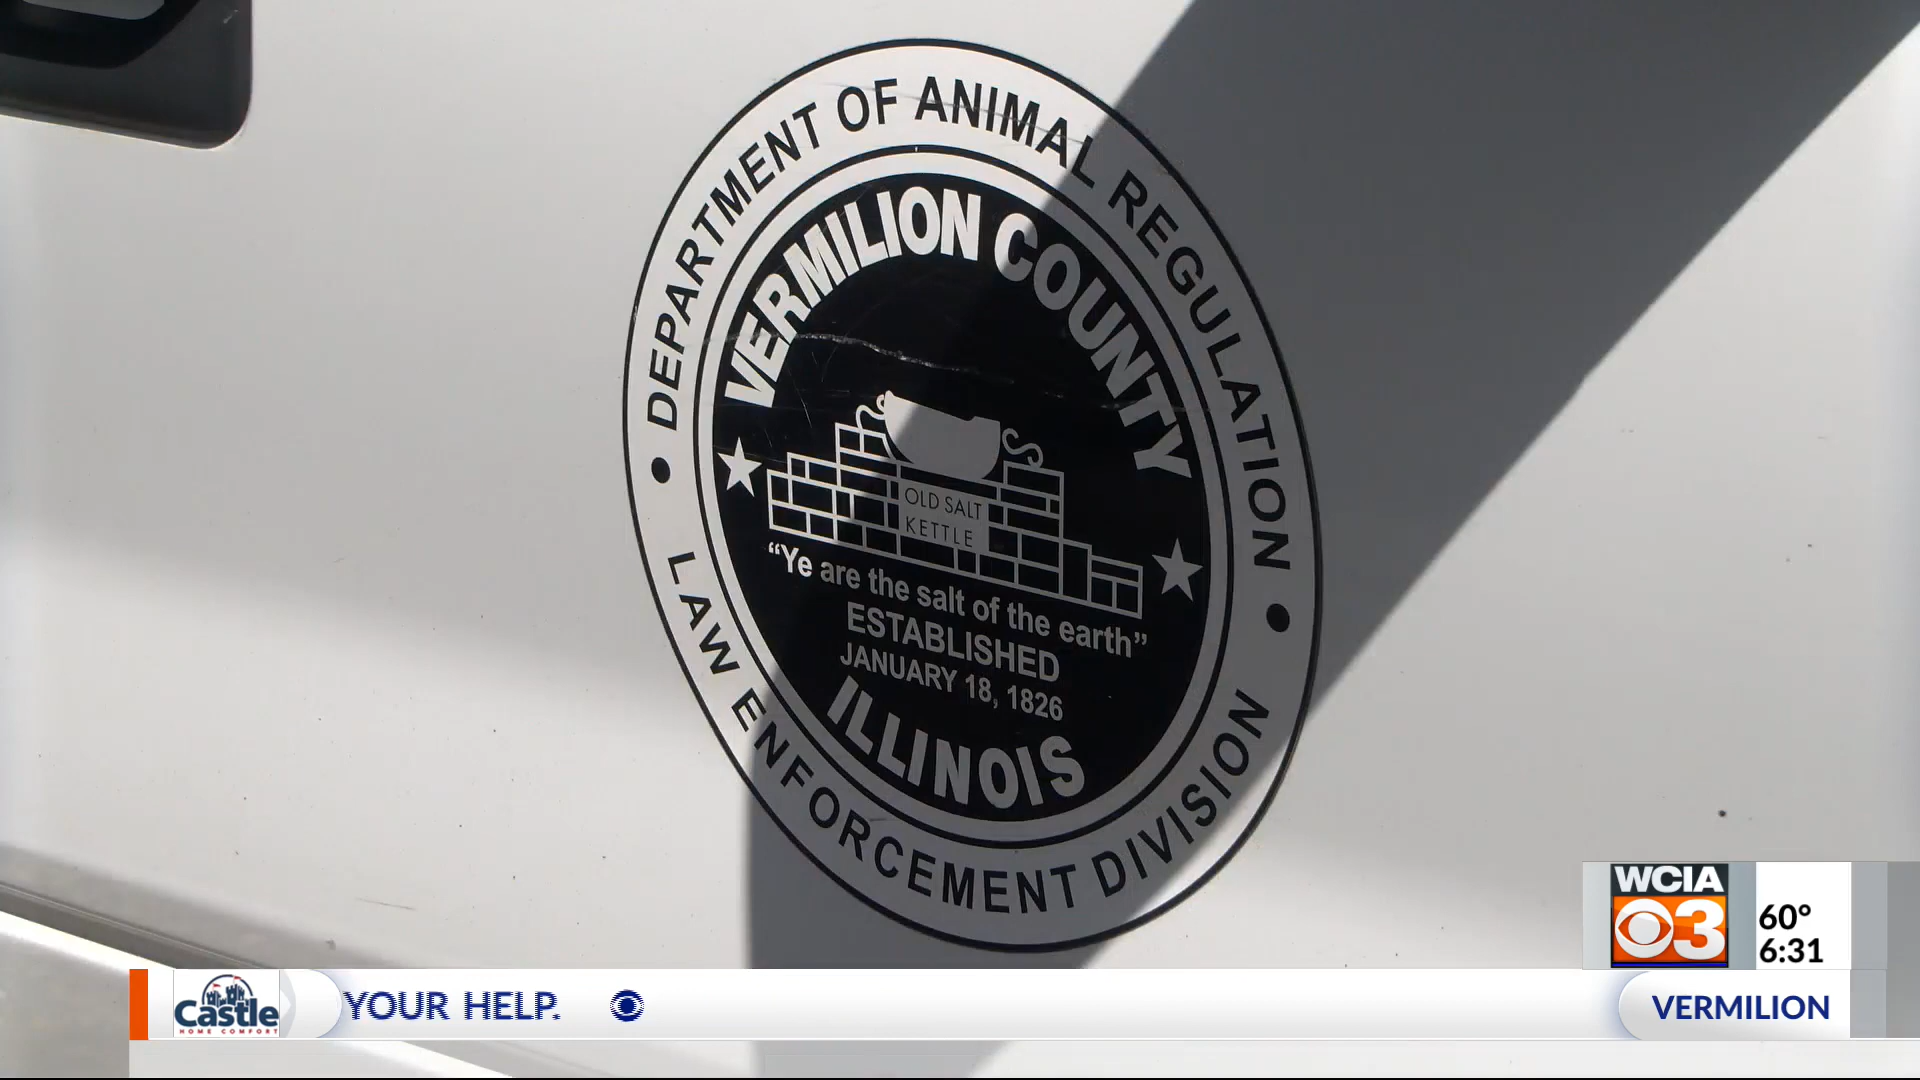 DEPARTMENT OF ANIMAL REGULATION
VERMILION COUNTY
OLD SALT
KETTLE
“Ye are the salt of the earth”
ESTABLISHED
JANUARY 18, 1826
ILLINOIS
LAW ENFORCEMENT DIVISION
WCIA
3
60°
6:31
Castle
HOME COMFORT
YOUR HELP.
VERMILION